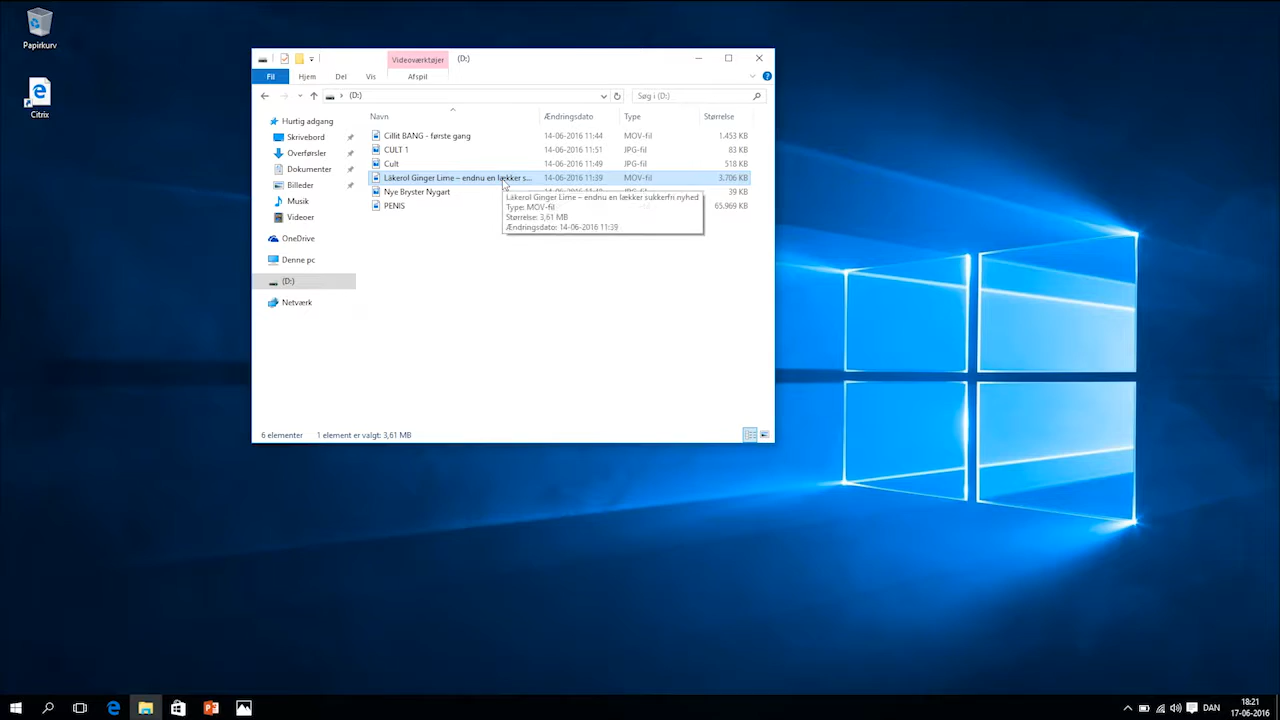 Papirkurv
Citrix
Videoværktøjer (D:)
Fil Hjem Del Vis Afspil
(D:) Søg i (D:)
Navn Ændringsdato Type Størrelse
Hurtig adgang
Skrivebord
Overførsler
Dokumenter
Billeder
Musik
Videoer
OneDrive
Denne pc
(D:)
Netværk
Cillit BANG - første gang 14-06-2016 11:44 MOV-fil 1.453 KB
CULT 1 14-06-2016 11:51 JPG-fil 83 KB
Cult 14-06-2016 11:49 JPG-fil 518 KB
Läkerol Ginger Lime – endnu en lækker s... 14-06-2016 11:39 MOV-fil 3.706 KB
Nye Bryster Nygart 39 KB
PENIS 65.969 KB
Läkerol Ginger Lime – endnu en lækker sukkerfri nyhed
Type: MOV-fil
Størrelse: 3,61 MB
Ændringsdato: 14-06-2016 11:39
6 elementer 1 element er valgt: 3,61 MB
DAN
18:21
17-06-2016